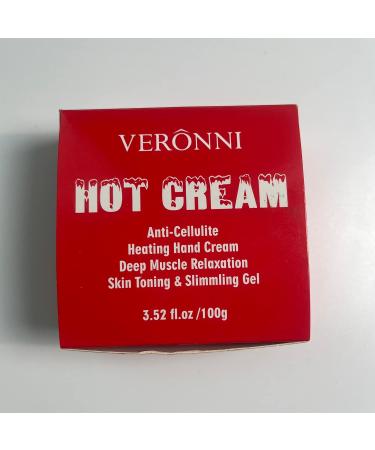 VERÔNNI
HOT CREAM
Anti-Cellulite
Heating Hand Cream
Deep Muscle Relaxation
Skin Toning & Slimmling Gel
3.52 fl.oz /100g